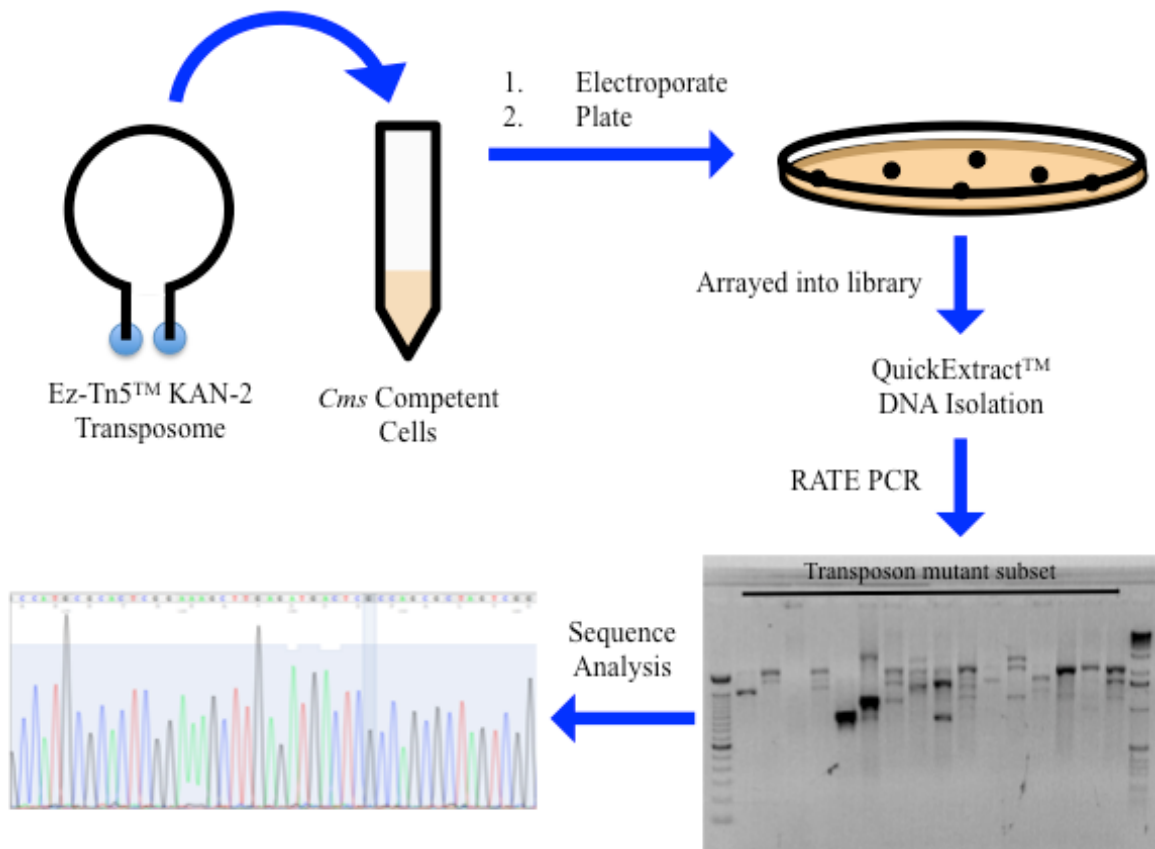 1. Electroporate
2. Plate
Ez-Tn5™ KAN-2
Transposome
Cms Competent
Cells
Arrayed into library
QuickExtract™
DNA Isolation
RATE PCR
Transposon mutant subset
Sequence
Analysis